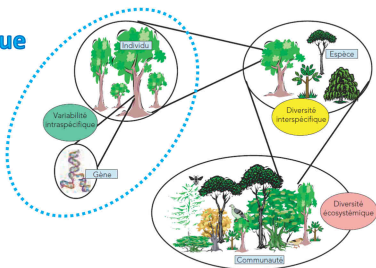 ue
Individu
Espèce
Variabilité
intraspécifique
Diversité
interspécifique
Gène
Diversité
écosystémique
Communauté